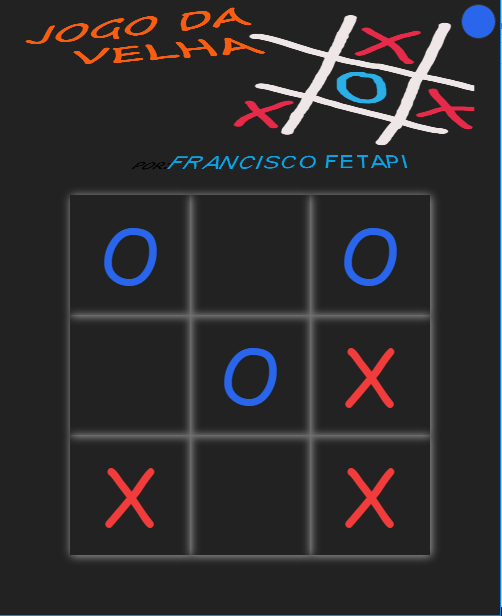 JOGO DA
VELHA
POR:FRANCISCO FETAPI
O O
O X
X X